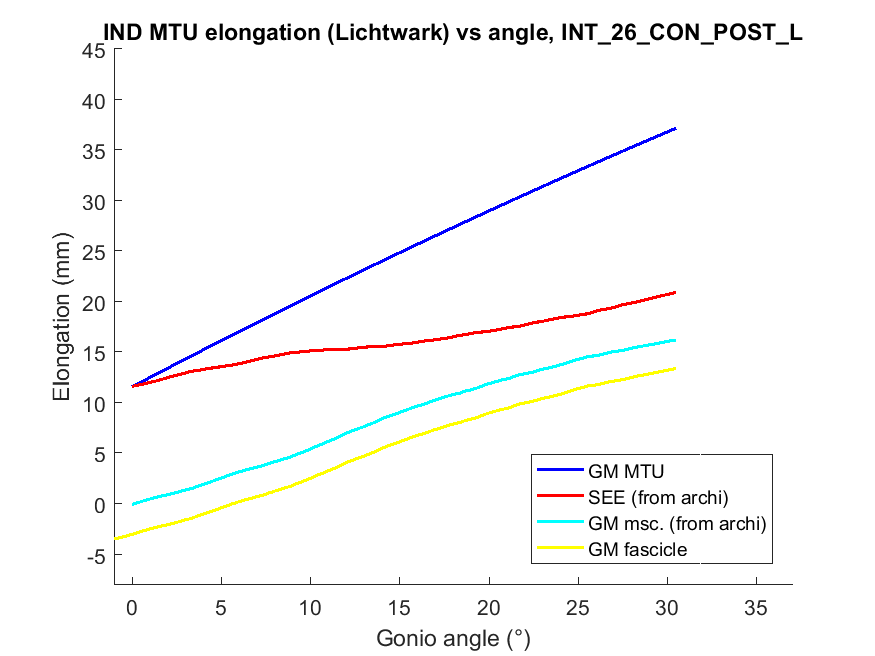 IND MTU elongation (Lichtwark) vs angle, INT_26_CON_POST_L
45
40
35
30
25
20
15
10
5
0
-5
Elongation (mm)
0 5 10 15 20 25 30 35
Gonio angle (°)
GM MTU
SEE (from archi)
GM msc. (from archi)
GM fascicle